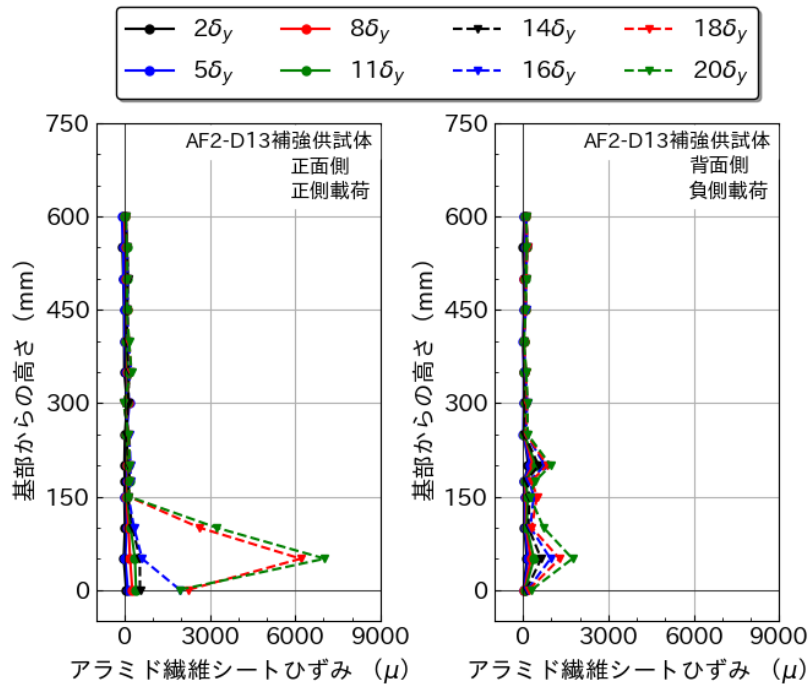 2δy 8δy 14δy 18δy
5δy 11δy 16δy 20δy
AF2-D13補強供試体
正面側
正側載荷
750
600
450
300
150
0
基部からの高さ (mm)
0 3000 6000 9000
アラミド繊維シートひずみ (μ)
AF2-D13補強供試体
背面側
負側載荷
750
600
450
300
150
0
基部からの高さ (mm)
0 3000 6000 9000
アラミド繊維シートひずみ (μ)